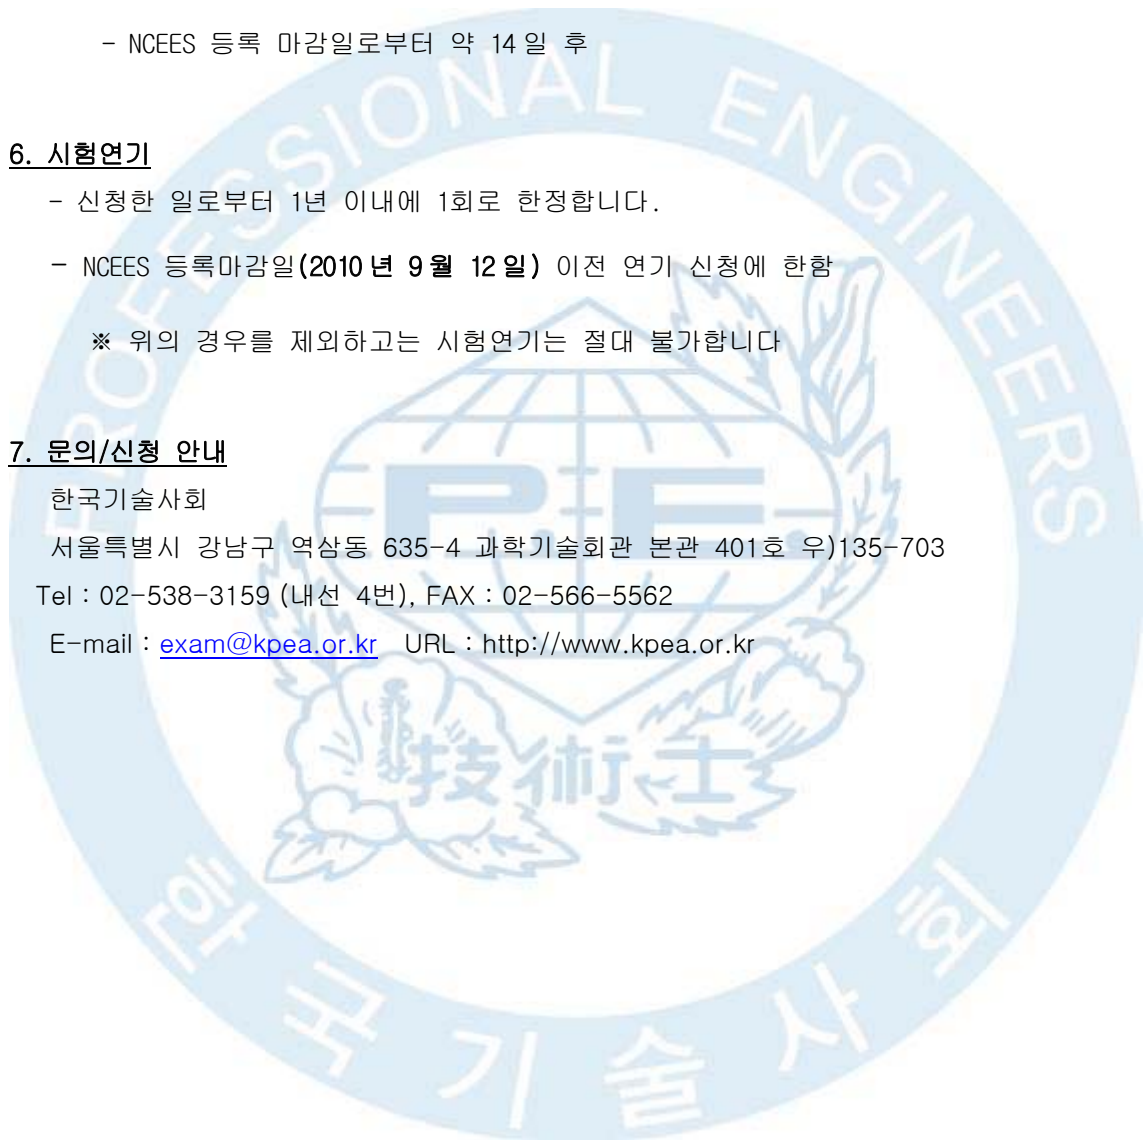 - NCEES 등록 마감일로부터 약 14일 후
6. 시험연기
- 신청한 일로부터 1년 이내에 1회로 한정합니다.
- NCEES 등록마감일(2010년 9월 12일) 이전 연기 신청에 한함
※ 위의 경우를 제외하고는 시험연기는 절대 불가합니다
7. 문의/신청 안내
한국기술사회
서울특별시 강남구 역삼동 635-4 과학기술회관 본관 401호 우)135-703
Tel : 02-538-3159 (내선 4번), FAX : 02-566-5562
E-mail : exam@kpea.or.kr URL : http://www.kpea.or.kr
PROFESSIONAL ENGINEERS
P.E.
技術士
한국기술사회